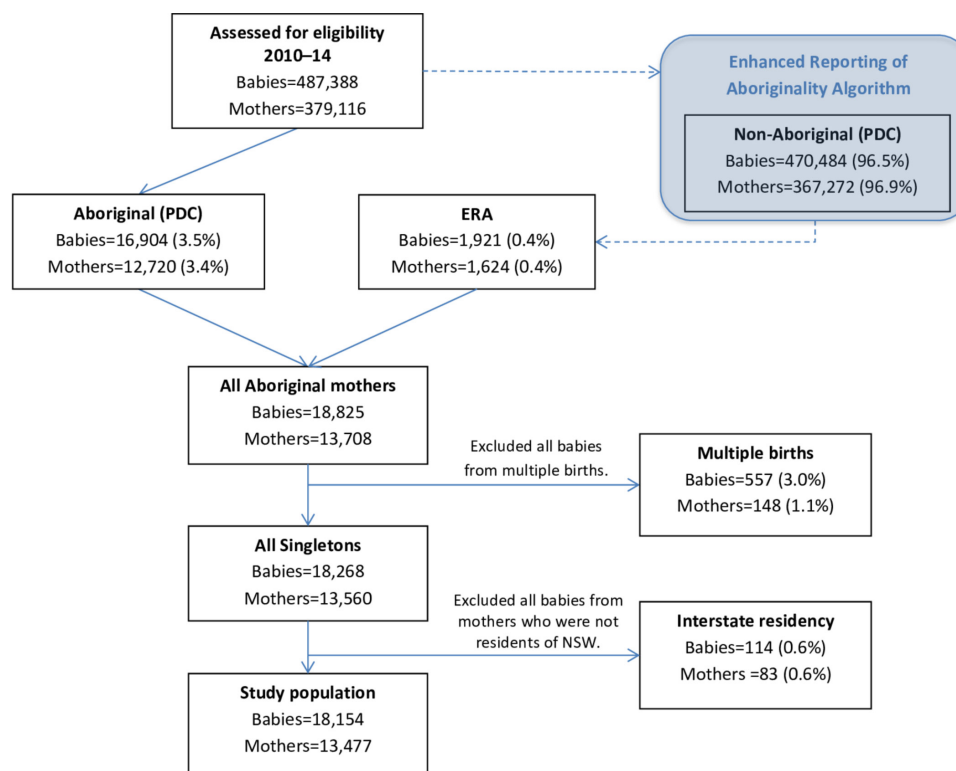 Assessed for eligibility
2010–14
Babies=487,388
Mothers=379,116
Enhanced Reporting of
Aboriginality Algorithm
Non-Aboriginal (PDC)
Babies=470,484 (96.5%)
Mothers=367,272 (96.9%)
Aboriginal (PDC)
Babies=16,904 (3.5%)
Mothers=12,720 (3.4%)
ERA
Babies=1,921 (0.4%)
Mothers=1,624 (0.4%)
All Aboriginal mothers
Babies=18,825
Mothers=13,708
Excluded all babies
from multiple births.
Multiple births
Babies=557 (3.0%)
Mothers=148 (1.1%)
All Singletons
Babies=18,268
Mothers=13,560
Excluded all babies from
mothers who were not
residents of NSW.
Interstate residency
Babies=114 (0.6%)
Mothers =83 (0.6%)
Study population
Babies=18,154
Mothers=13,477